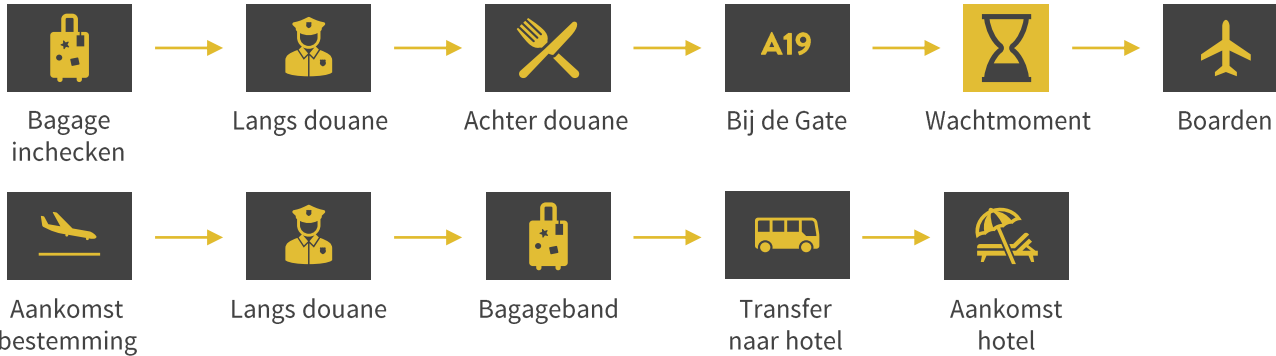 A19
Bagage
inchecken
Langs douane
Achter douane
Bij de Gate
Wachtmoment
Boarden
Aankomst
bestemming
Langs douane
Bagageband
Transfer
naar hotel
Aankomst
hotel